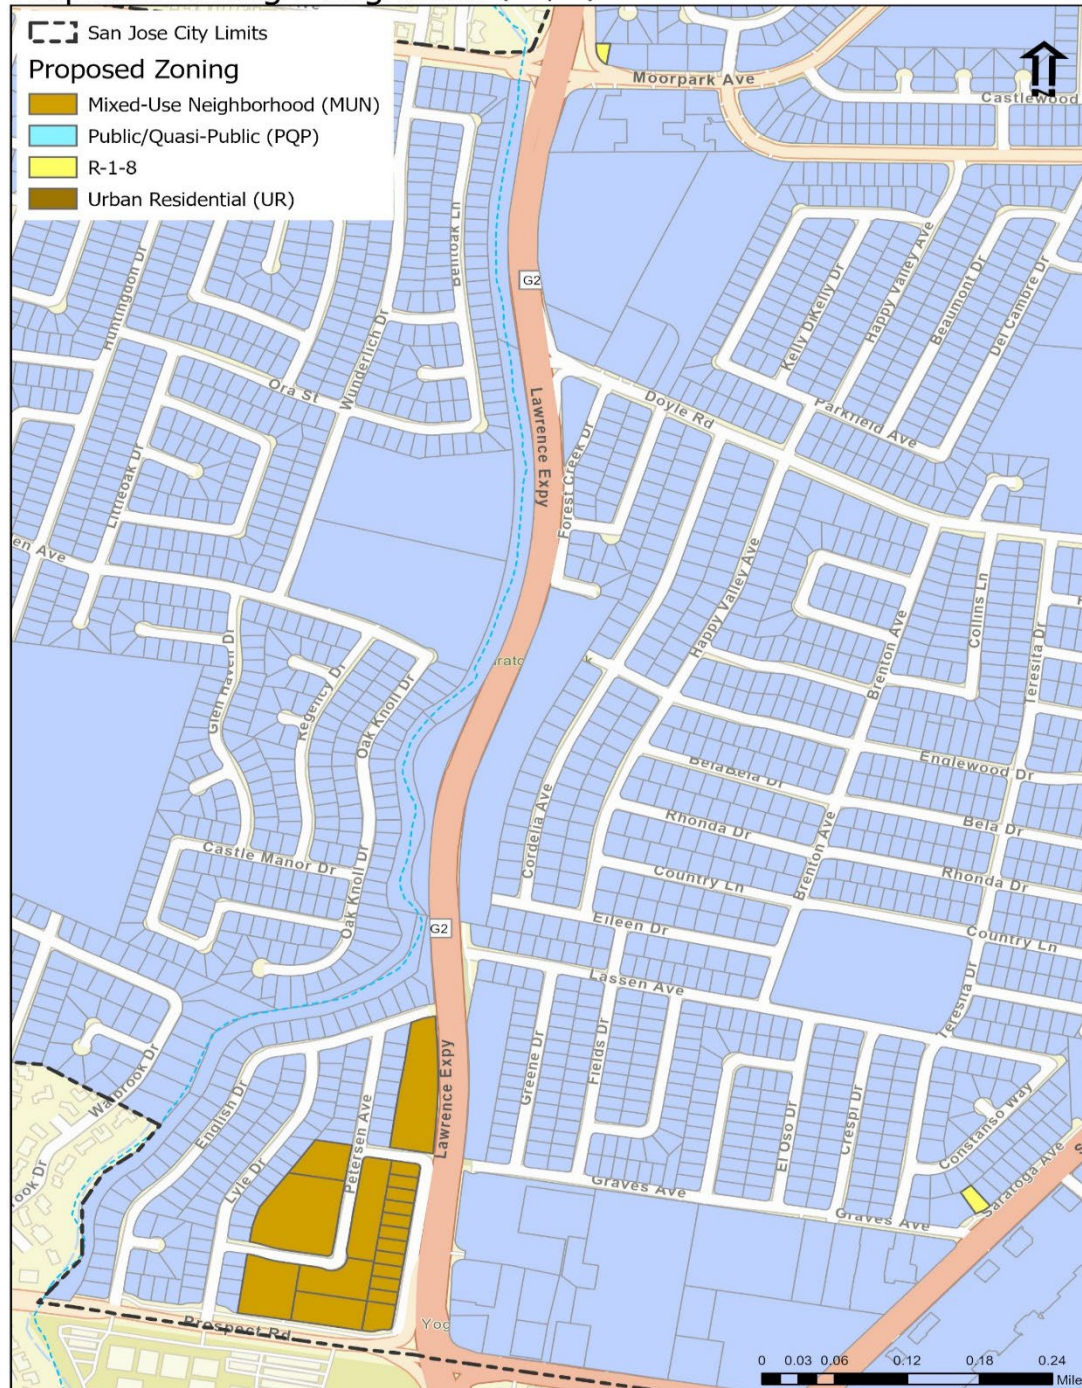 San Jose City Limits
Proposed Zoning
Mixed-Use Neighborhood (MUN)
Public/Quasi-Public (PQP)
R-1-8
Urban Residential (UR)
Moorpark Ave
Castlewood
N
Huntingdon Dr
Wunderlich Dr
G2
Kelly DrKelly Dr
Happy Valley Ave
Beaumont Dr
Del Cambre Dr
Ora St
Lawrence Expy
Doyle Rd
Parkfield Ave
Littleoak Dr
Forest Creek Dr
en Ave
Happy Valley Ave
Collins Ln
Brenton Ave
Teresita Dr
Glen Haven Dr
Regency Dr
Oak Knoll Dr
Englewood Dr
BelaBela Dr
Bela Dr
Rhonda Dr
Rhonda Dr
Cordelia Ave
Castle Manor Dr
Brenton Ave
Country Ln
Country Ln
Oak Knoll Dr
G2
Eileen Dr
Lassen Ave
Teresita Dr
Walbrook Dr
Lawrence Expy
Greene Dr
Fields Dr
English Dr
Lyle Dr
Petersen Ave
El Oso Dr
Crespi Dr
Constanso Way
Saratoga Ave
ook Dr
Graves Ave
Graves Ave
Prospect Rd
Yog
0 0.03 0.06 0.12 0.18 0.24
Mile